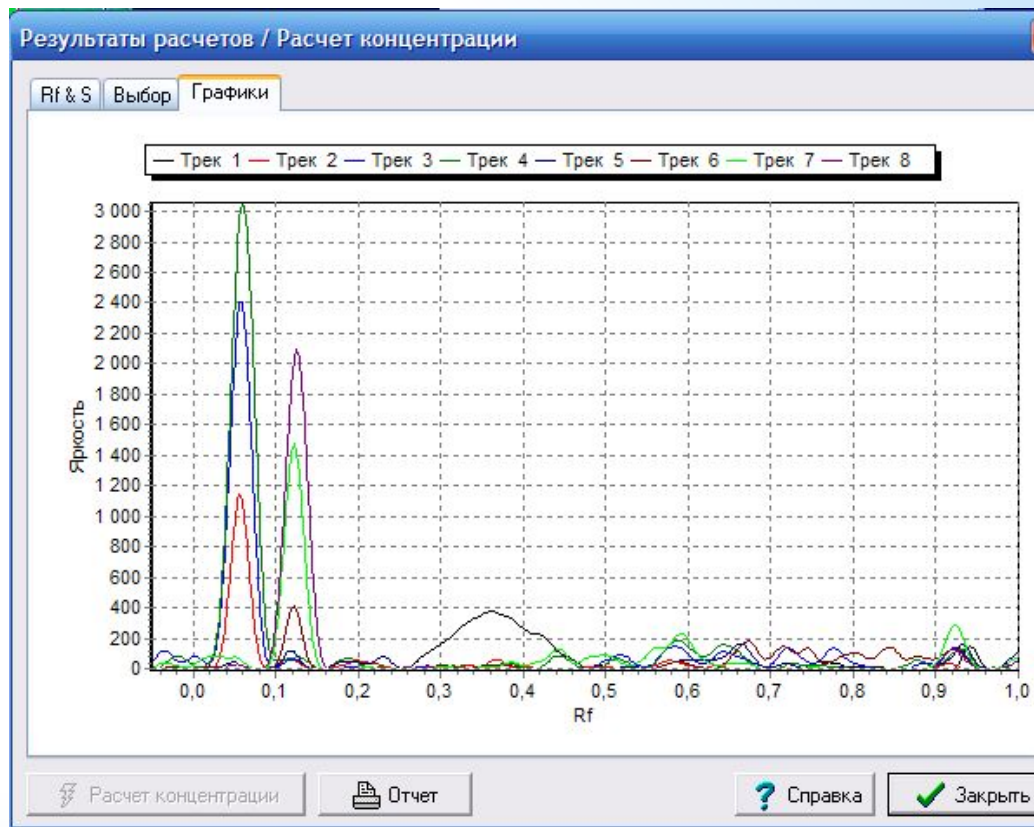 Результаты расчетов / Расчет концентрации
Rf & S Выбор Графики
Трек 1 Трек 2 Трек 3 Трек 4 Трек 5 Трек 6 Трек 7 Трек 8
3 000
2 800
2 600
2 400
2 200
2 000
1 800
1 600
1 400
1 200
1 000
800
600
400
200
0
Яркость
0,0 0,1 0,2 0,3 0,4 0,5 0,6 0,7 0,8 0,9 1,0
Rf
Расчет концентрации Отчет ? Справка Закрыть